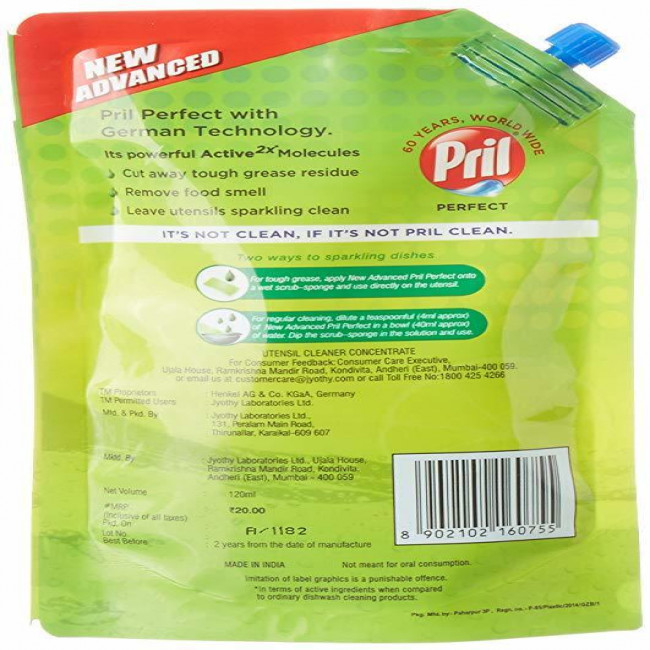 NEW
ADVANCED
Pril Perfect with
German Technology.
Its powerful Active2X*Molecules
Cut away tough grease residue
Remove food smell
Leave utensils sparkling clean
60 YEARS, WORLD WIDE
Pril
PERFECT
IT'S NOT CLEAN, IF IT'S NOT PRIL CLEAN.
Two ways to sparkling dishes
For tough grease, apply New Advanced Pril Perfect onto
a wet scrub-sponge and use directly on the utensil.
For regular cleaning, dilute a teaspoonful (4ml approx)
of New Advanced Pril Perfect in a bowl (40ml approx)
of water. Dip the scrub-sponge in the solution and use.
UTENSIL CLEANER CONCENTRATE
For Consumer Feedback: Consumer Care Executive,
Ujala House, Ramkrishna Mandir Road, Kondivita, Andheri (East), Mumbai-400 059.
or email us at customercare@jyothy.com or call Toll Free No:1800 425 4266
TM Proprietors : Henkel AG & Co. KGaA, Germany
TM Permitted Users : Jyothy Laboratories Ltd.
Mfd. & Pkd. By : Jyothy Laboratories Ltd.,
131, Peralam Main Road,
Thirunallar, Karaikal-609 607
Mktd. By : Jyothy Laboratories Ltd., Ujala House,
Ramkrishna Mandir Road, Kondivita,
Andheri (East), Mumbai - 400 059
Net Volume : 120ml
#MRP : ₹20.00
(Inclusive of all taxes)
Pkd. On
Lot No. A/1182
Best Before : 2 years from the date of manufacture
8 902102 160755
MADE IN INDIA Not meant for oral consumption.
Imitation of label graphics is a punishable offence.
*In terms of active ingredients when compared
to ordinary dishwash cleaning products.